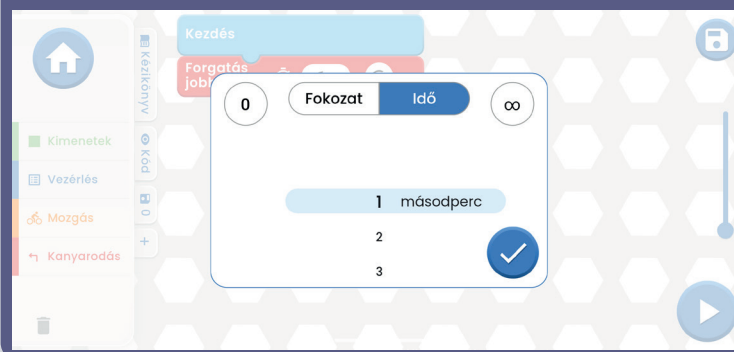 Kezdés
Forgatás
jobb
0
Fokozat
Idő
∞
1 másodperc
2
3
Kimenetek
Vezérlés
Mozgás
Kanyarodás
Kézikönyv
Kód
0
+